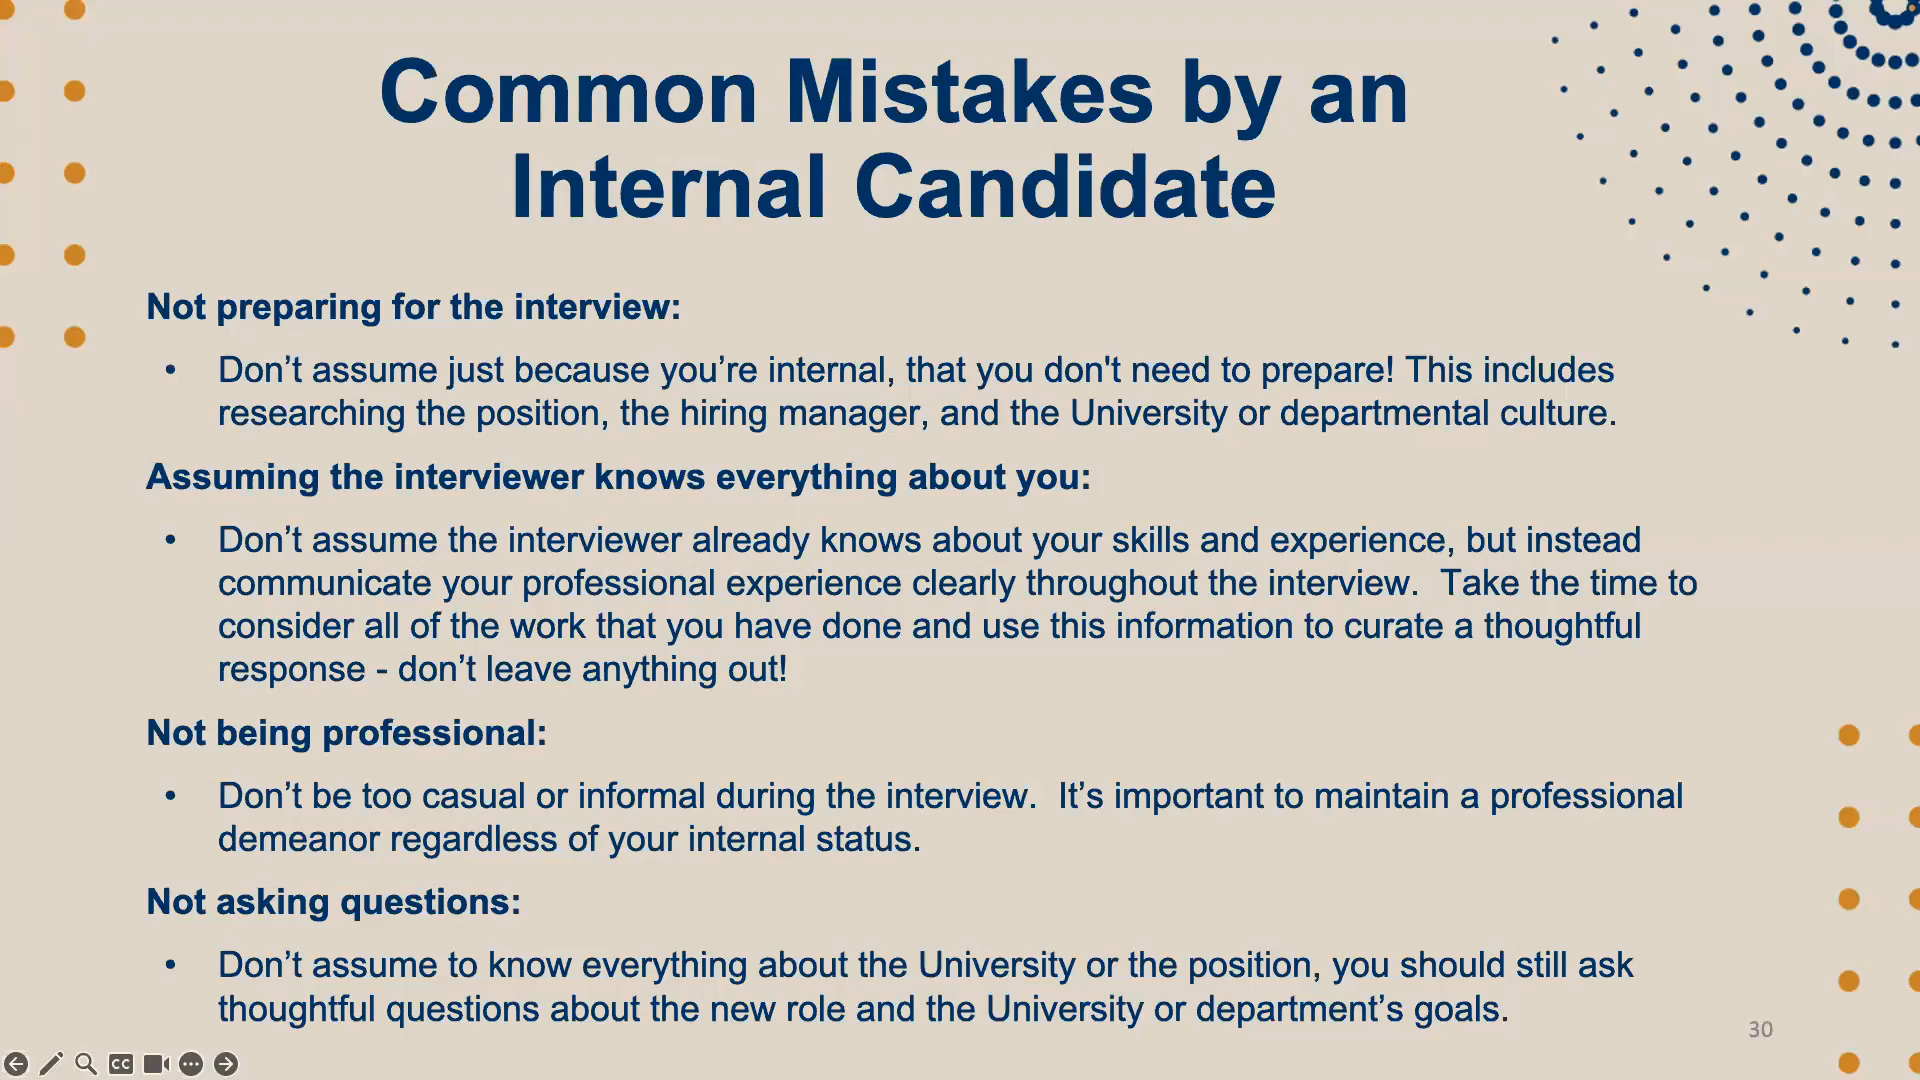 Common Mistakes by an
Internal Candidate
Not preparing for the interview:
• Don’t assume just because you’re internal, that you don't need to prepare! This includes
researching the position, the hiring manager, and the University or departmental culture.
Assuming the interviewer knows everything about you:
• Don’t assume the interviewer already knows about your skills and experience, but instead
communicate your professional experience clearly throughout the interview.  Take the time to
consider all of the work that you have done and use this information to curate a thoughtful
response - don’t leave anything out!
Not being professional:
• Don’t be too casual or informal during the interview.  It’s important to maintain a professional
demeanor regardless of your internal status.
Not asking questions:
• Don’t assume to know everything about the University or the position, you should still ask
thoughtful questions about the new role and the University or department’s goals.
30
CC